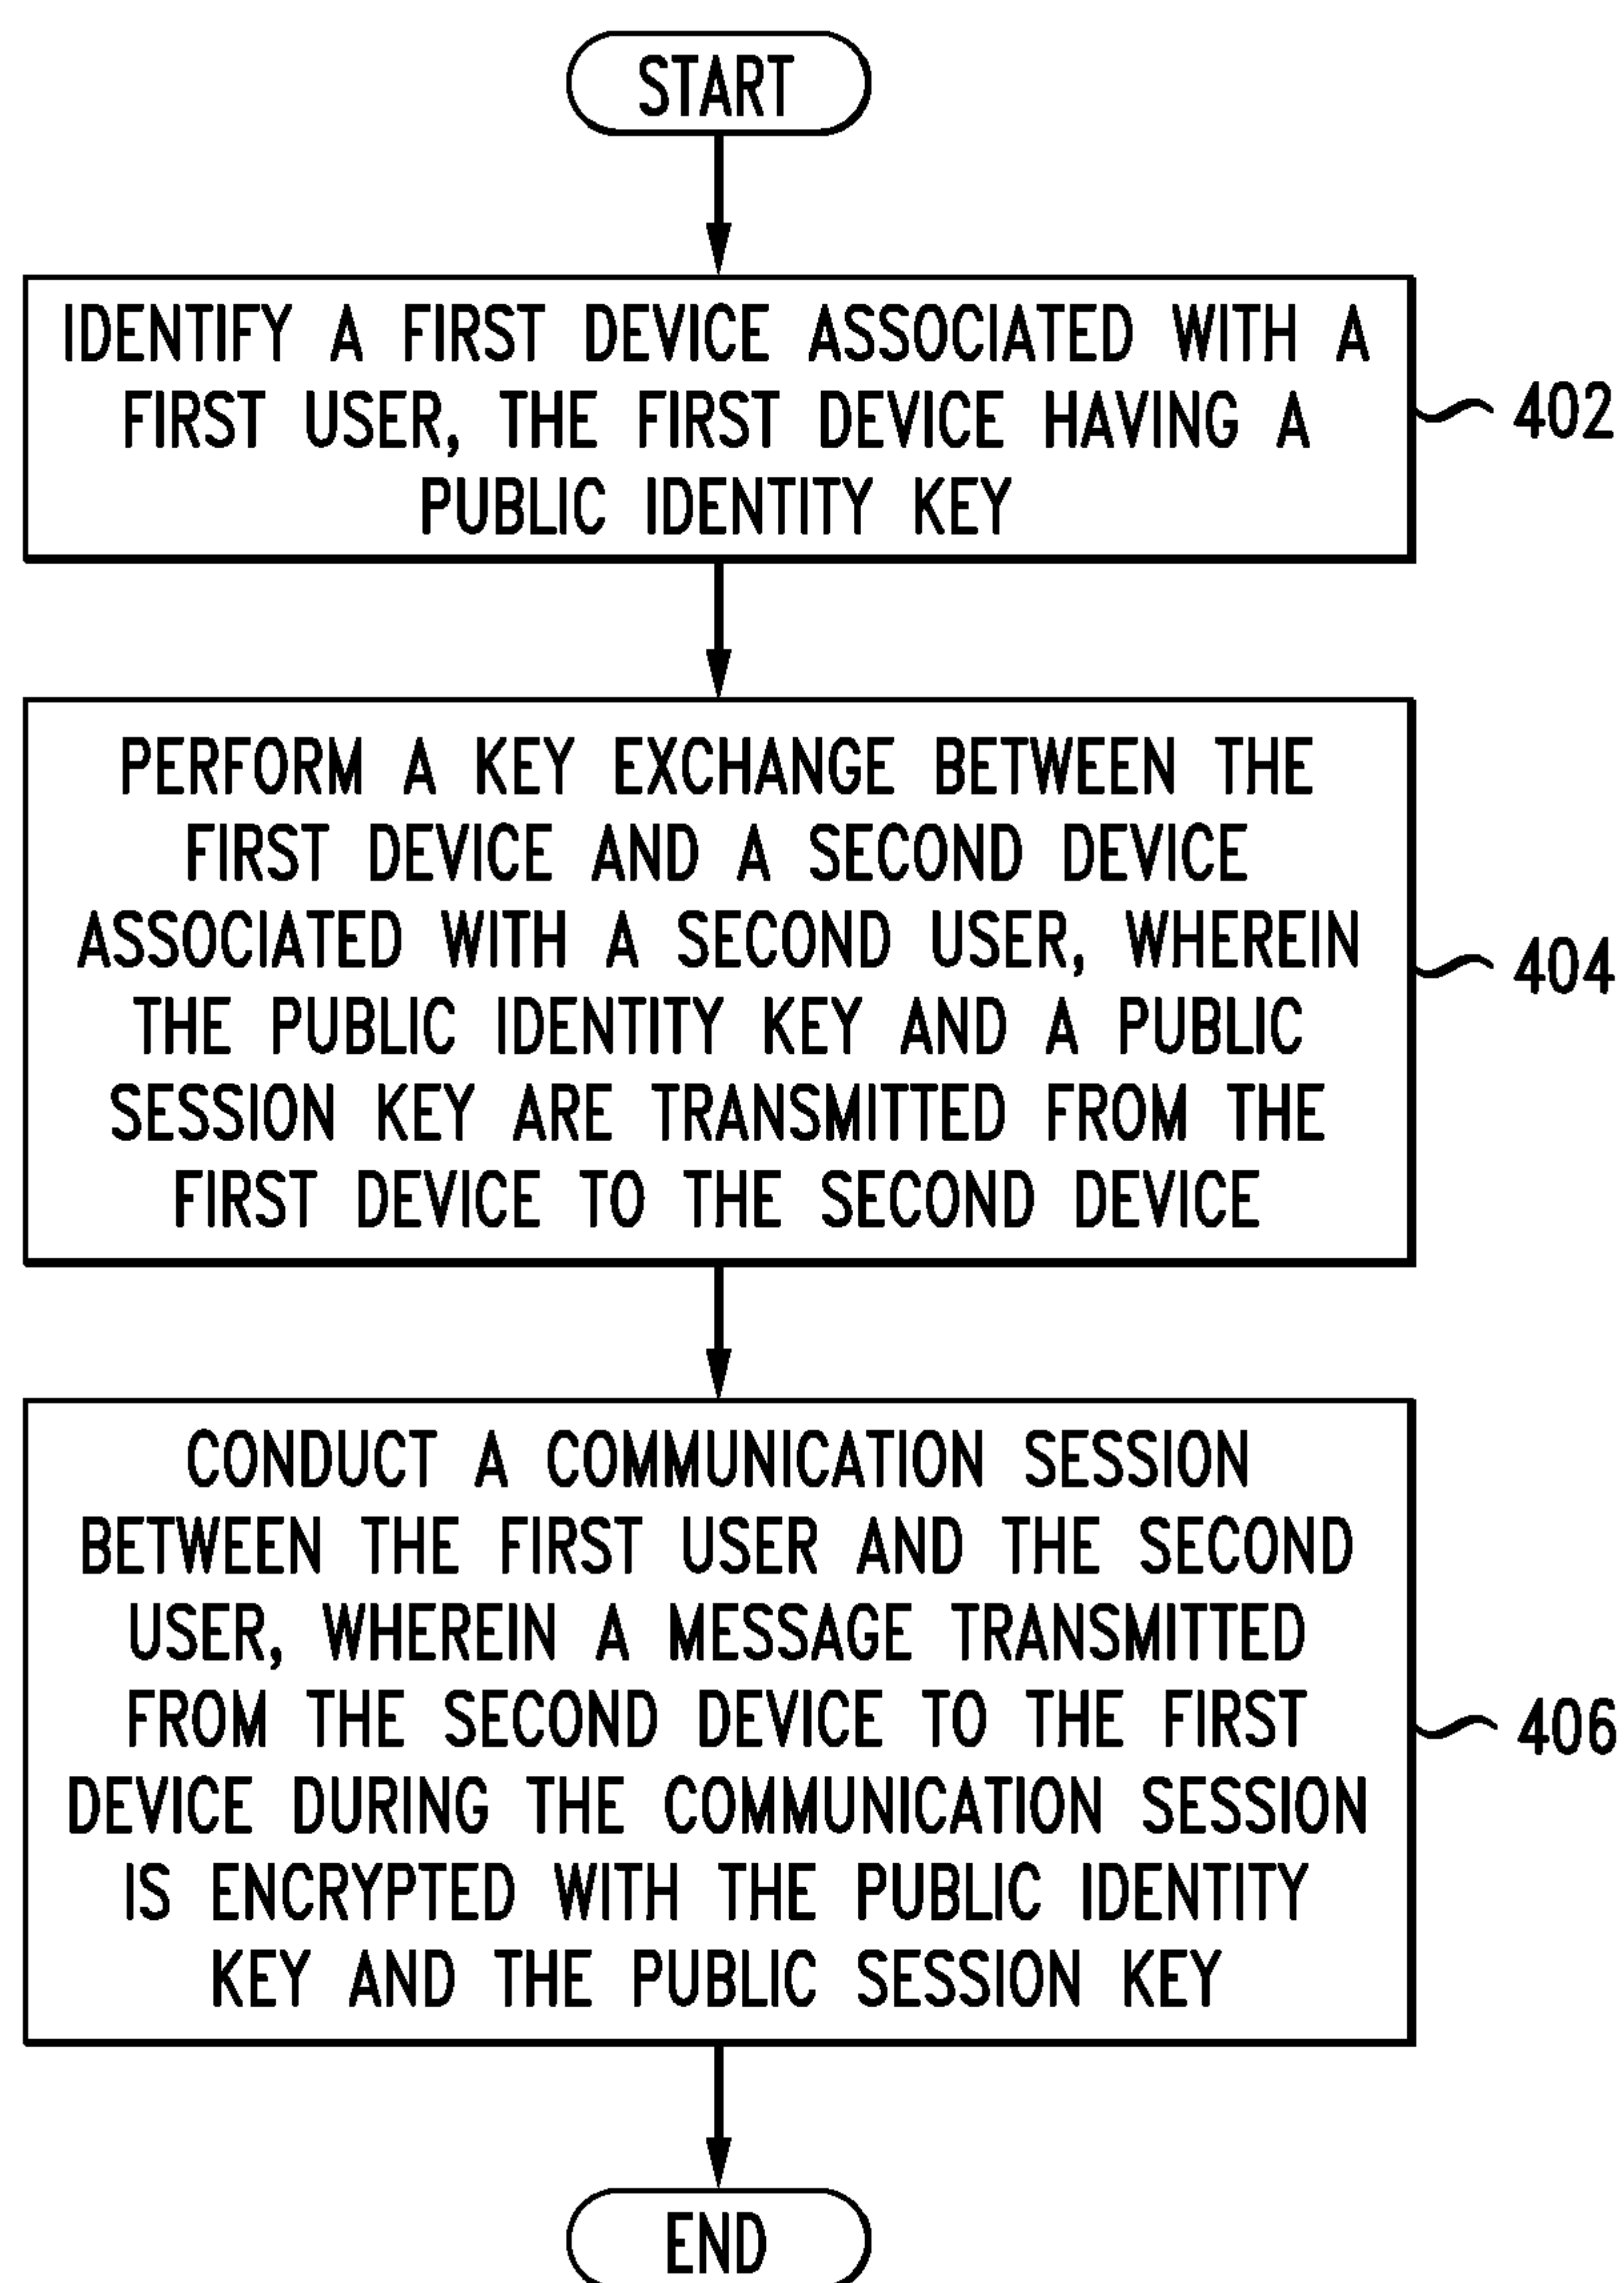 START
IDENTIFY A FIRST DEVICE ASSOCIATED WITH A
FIRST USER, THE FIRST DEVICE HAVING A
PUBLIC IDENTITY KEY
402
PERFORM A KEY EXCHANGE BETWEEN THE
FIRST DEVICE AND A SECOND DEVICE
ASSOCIATED WITH A SECOND USER, WHEREIN
THE PUBLIC IDENTITY KEY AND A PUBLIC
SESSION KEY ARE TRANSMITTED FROM THE
FIRST DEVICE TO THE SECOND DEVICE
404
CONDUCT A COMMUNICATION SESSION
BETWEEN THE FIRST USER AND THE SECOND
USER, WHEREIN A MESSAGE TRANSMITTED
FROM THE SECOND DEVICE TO THE FIRST
DEVICE DURING THE COMMUNICATION SESSION
IS ENCRYPTED WITH THE PUBLIC IDENTITY
KEY AND THE PUBLIC SESSION KEY
406
END